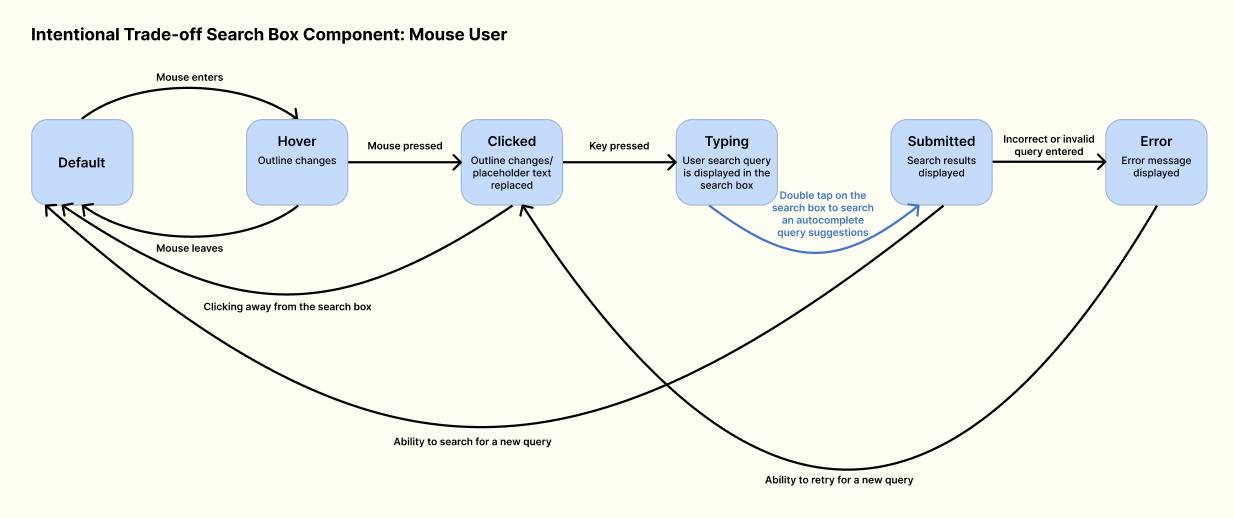 Intentional Trade-off Search Box Component: Mouse User
Mouse enters
Default
Hover
Outline changes
Mouse pressed
Clicked
Outline changes/
placeholder text
replaced
Key pressed
Typing
User search query
is displayed in the
search box
Double tap on the
search box to search
an autocomplete
query suggestions
Submitted
Search results
displayed
Incorrect or invalid
query entered
Error
Error message
displayed
Mouse leaves
Clicking away from the search box
Ability to search for a new query
Ability to retry for a new query